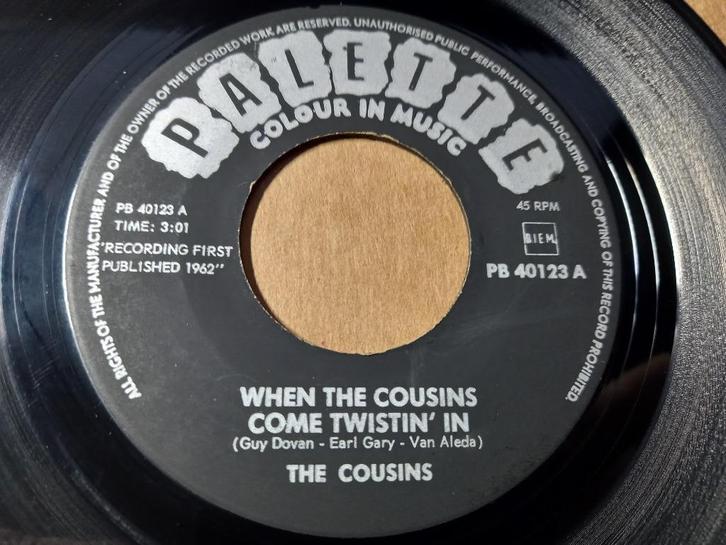 ALL RIGHTS OF THE MANUFACTURER AND OF THE OWNER OF THE RECORDED WORK ARE RESERVED. UNAUTHORISED PUBLIC PERFORMANCE, BROADCASTING AND COPYING OF THIS RECORD PROHIBITED.
PALETTE
COLOUR IN MUSIC
PB 40123 A
TIME: 3:01
"RECORDING FIRST
PUBLISHED 1962"
45 RPM
B.I.E.M.
PB 40123 A
WHEN THE COUSINS
COME TWISTIN' IN
(Guy Dovan - Earl Gary - Van Aleda)
THE COUSINS